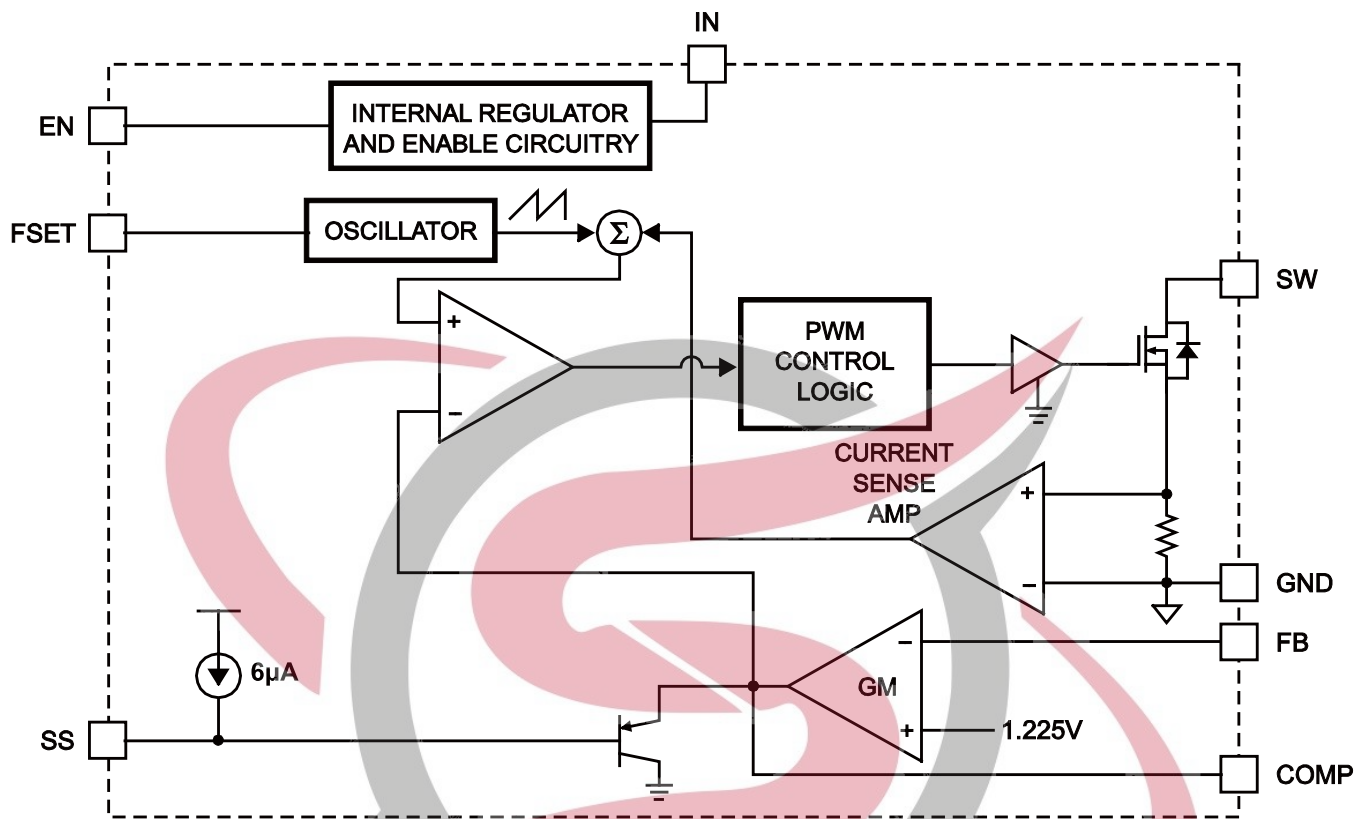 IN
EN
INTERNAL REGULATOR
AND ENABLE CIRCUITRY
FSET
OSCILLATOR
Σ
SW
+
PWM
CONTROL
LOGIC
−
CURRENT
SENSE
AMP
+
−
GND
FB
−
6µA
GM
SS
+
1.225V
COMP